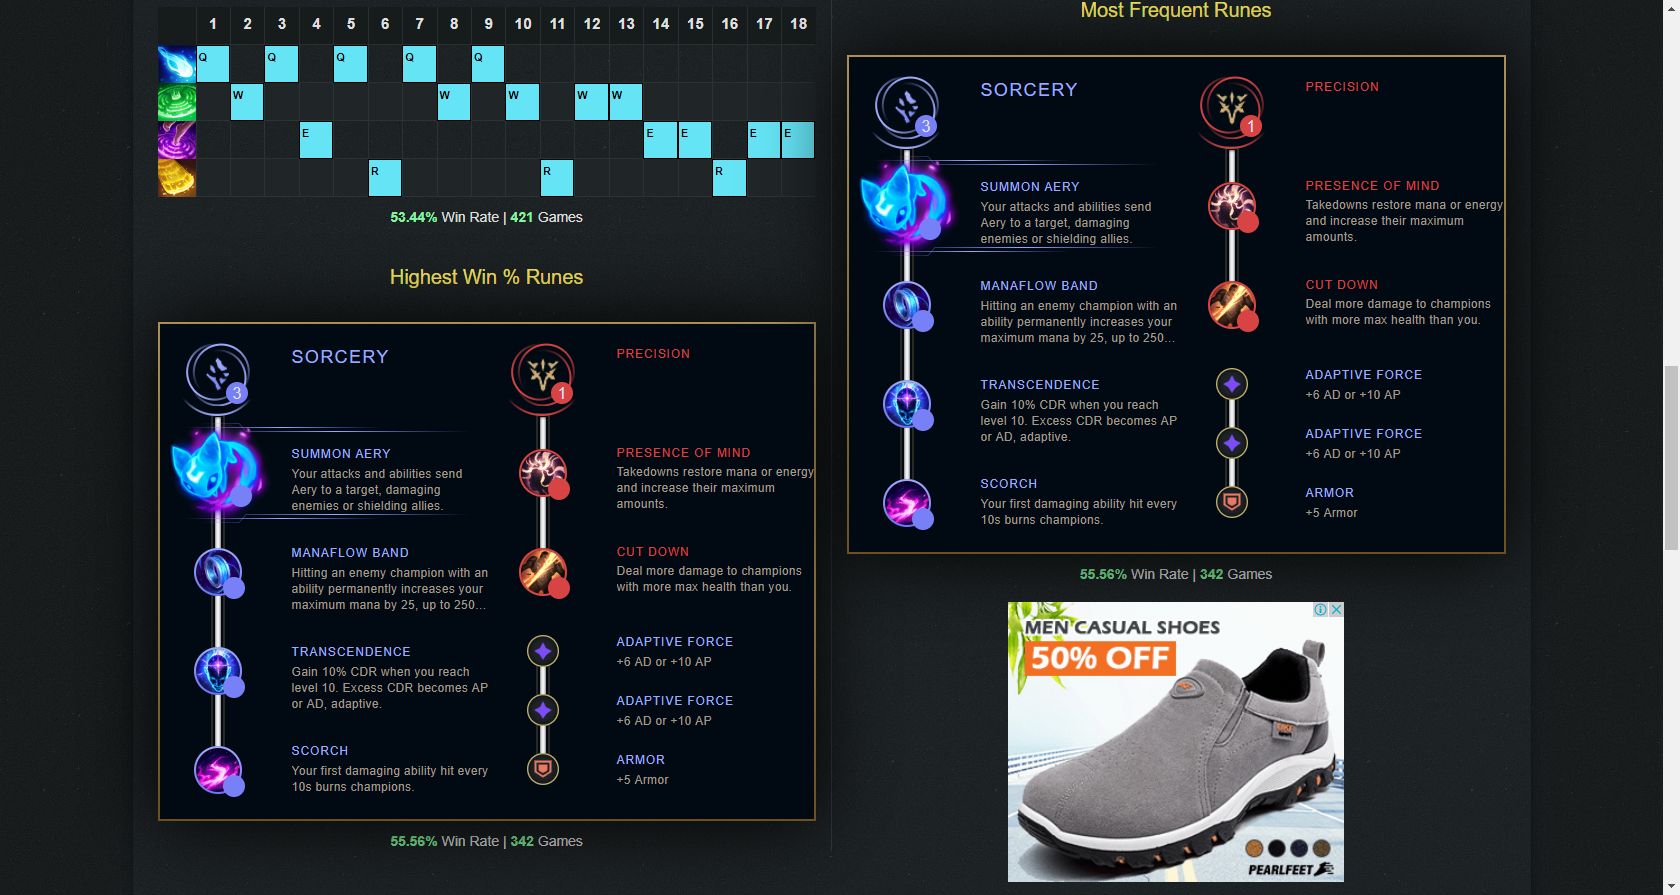 1 2 3 4 5 6 7 8 9 10 11 12 13 14 15 16 17 18
Q Q Q Q Q
W W W W W
E E E E E
R R R
53.44% Win Rate | 421 Games
Highest Win % Runes
3
SORCERY
SUMMON AERY
Your attacks and abilities send
Aery to a target, damaging
enemies or shielding allies.
MANAFLOW BAND
Hitting an enemy champion with an
ability permanently increases your
maximum mana by 25, up to 250...
TRANSCENDENCE
Gain 10% CDR when you reach
level 10. Excess CDR becomes AP
or AD, adaptive.
SCORCH
Your first damaging ability hit every
10s burns champions.
1
PRECISION
PRESENCE OF MIND
Takedowns restore mana or energy
and increase their maximum
amounts.
CUT DOWN
Deal more damage to champions
with more max health than you.
ADAPTIVE FORCE
+6 AD or +10 AP
ADAPTIVE FORCE
+6 AD or +10 AP
ARMOR
+5 Armor
55.56% Win Rate | 342 Games
Most Frequent Runes
3
SORCERY
SUMMON AERY
Your attacks and abilities send
Aery to a target, damaging
enemies or shielding allies.
MANAFLOW BAND
Hitting an enemy champion with an
ability permanently increases your
maximum mana by 25, up to 250...
TRANSCENDENCE
Gain 10% CDR when you reach
level 10. Excess CDR becomes AP
or AD, adaptive.
SCORCH
Your first damaging ability hit every
10s burns champions.
1
PRECISION
PRESENCE OF MIND
Takedowns restore mana or energy
and increase their maximum
amounts.
CUT DOWN
Deal more damage to champions
with more max health than you.
ADAPTIVE FORCE
+6 AD or +10 AP
ADAPTIVE FORCE
+6 AD or +10 AP
ARMOR
+5 Armor
55.56% Win Rate | 342 Games
MEN CASUAL SHOES
50% OFF
PEARLFEET